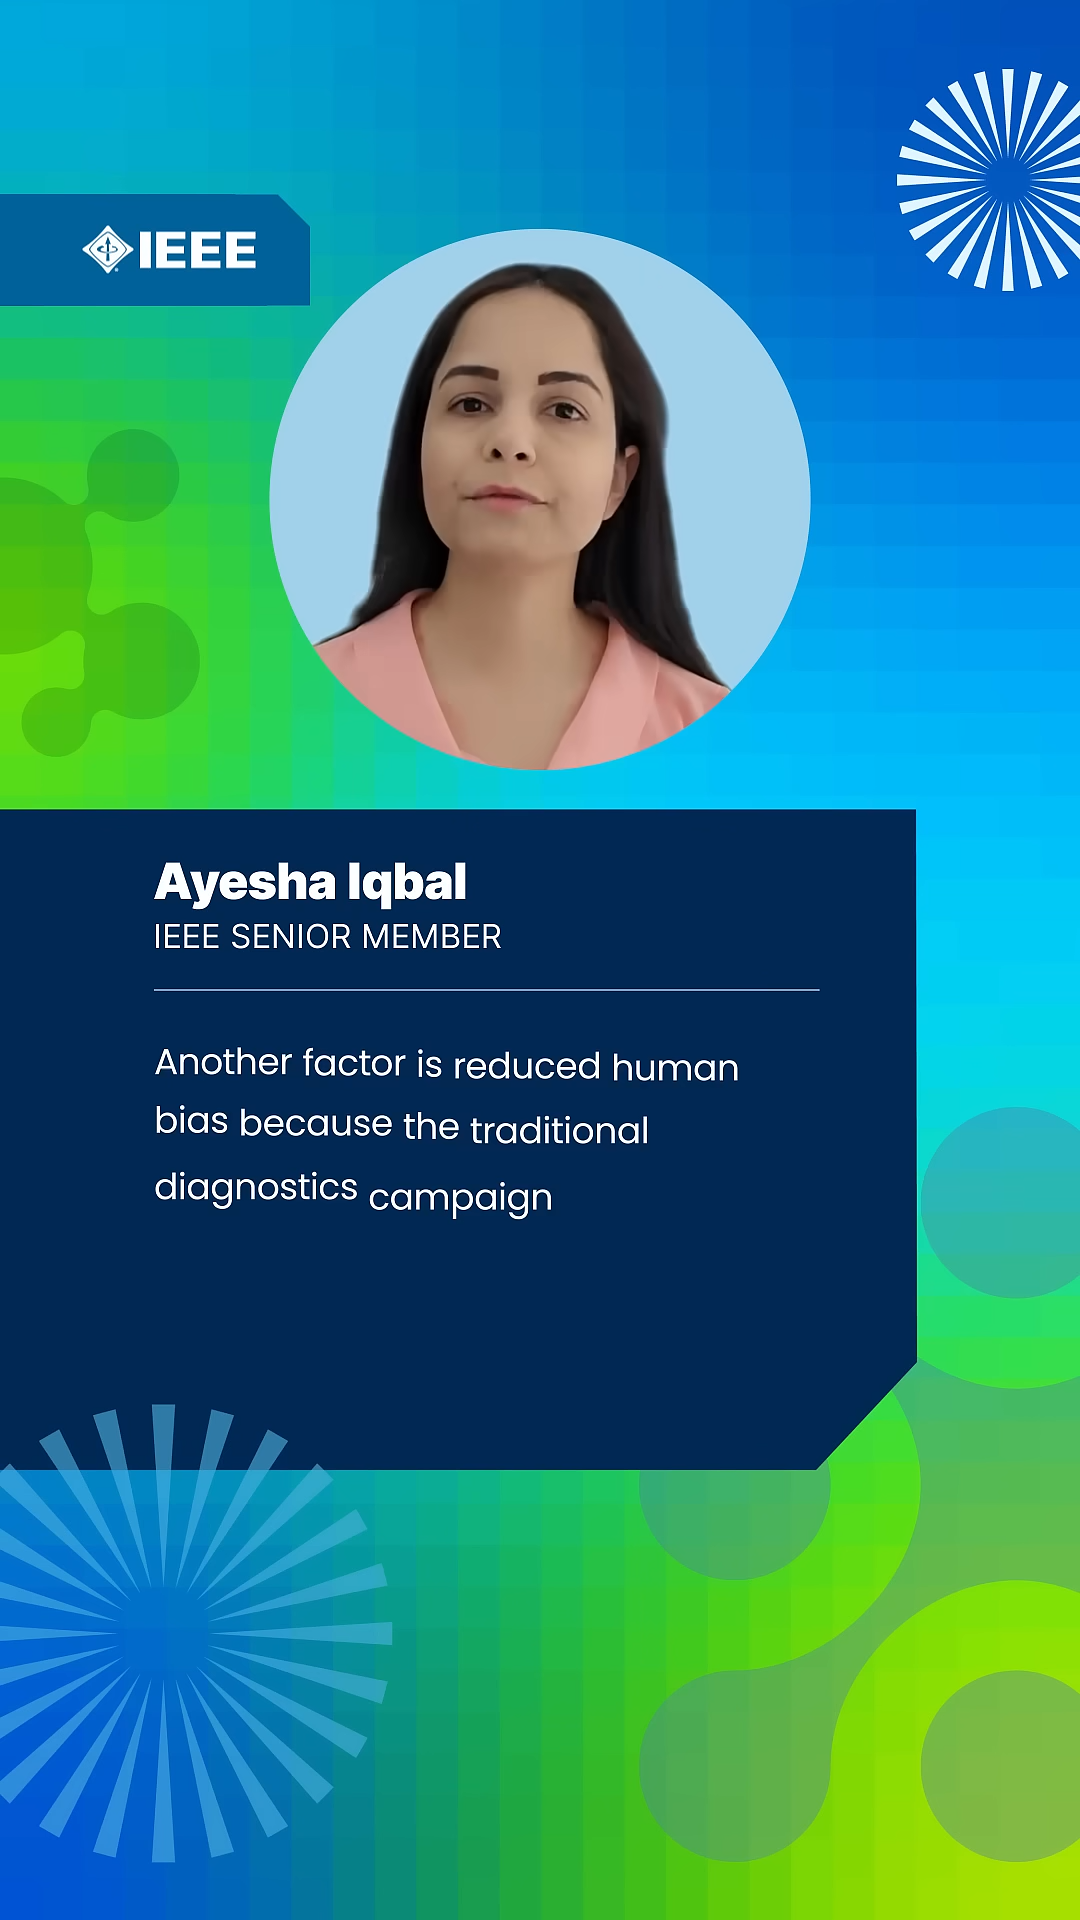 IEEE
Ayesha Iqbal
IEEE SENIOR MEMBER
Another factor is reduced human
bias because the traditional
diagnostics campaign